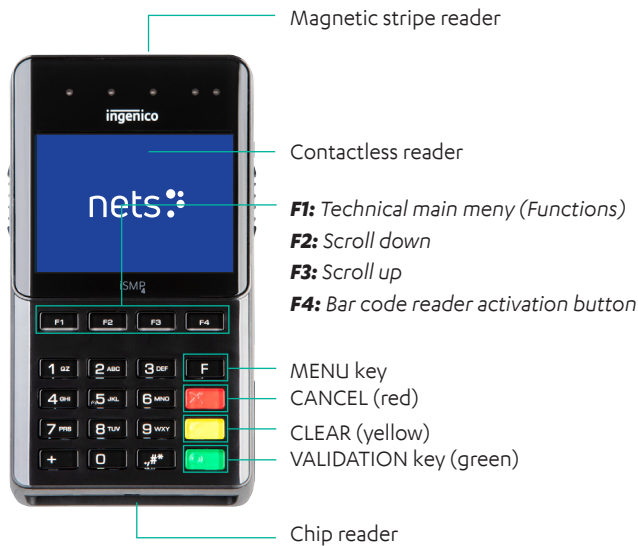 Magnetic stripe reader
ingenico
Contactless reader
nets
F1: Technical main meny (Functions)
F2: Scroll down
F3: Scroll up
F4: Bar code reader activation button
iSMP4
F1 F2 F3 F4
1 QZ 2 ABC 3 DEF F
MENU key
4 GHI 5 JKL 6 MNO
CANCEL (red)
7 PRS 8 TUV 9 WXY
CLEAR (yellow)
+ 0 .,#*
VALIDATION key (green)
Chip reader